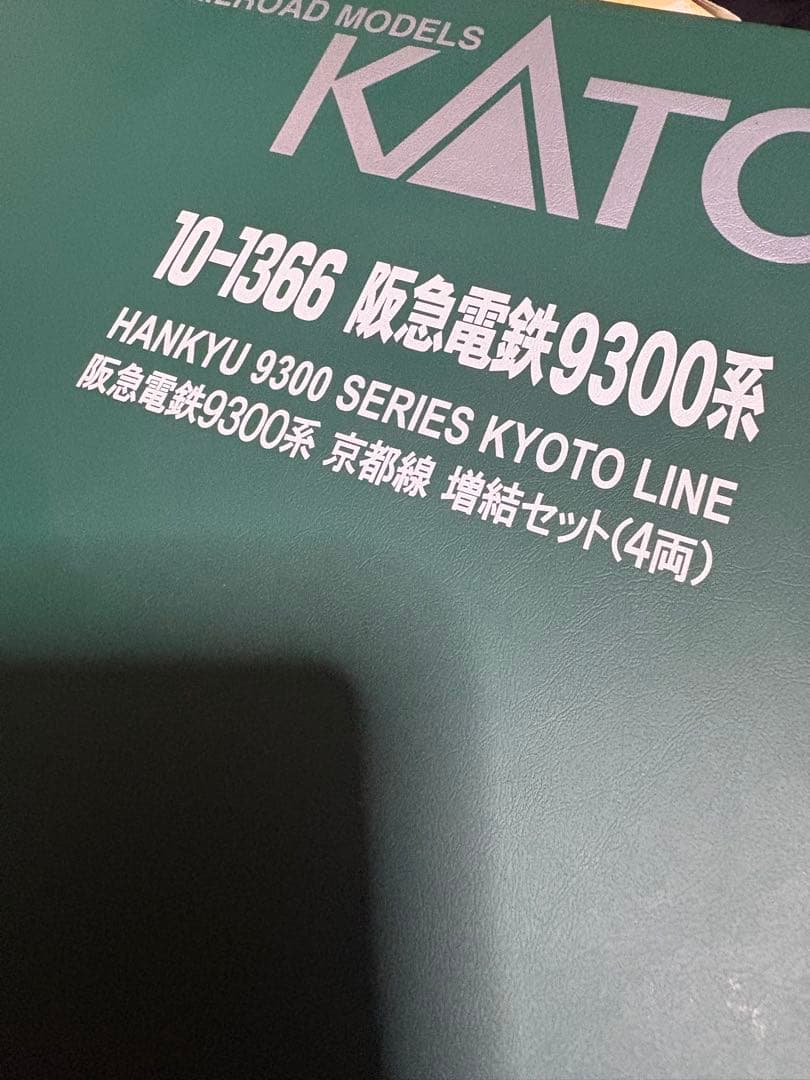 RAILROAD MODELS
KATO
10-1366 阪急電鉄9300系
HANKYU 9300 SERIES KYOTO LINE
阪急電鉄9300系 京都線 増結セット(4両)